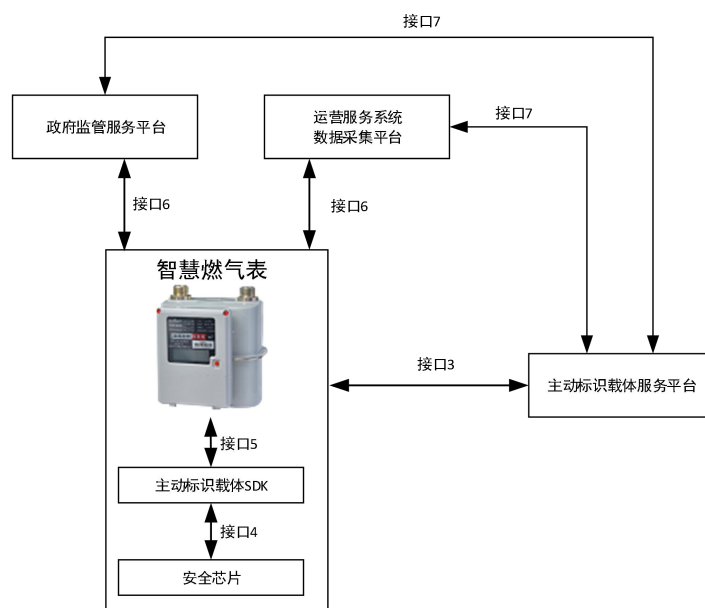 接口7
政府监管服务平台
运营服务系统
数据采集平台
接口7
接口6
接口6
智慧燃气表
接口3
主动标识载体服务平台
接口5
主动标识载体SDK
接口4
安全芯片